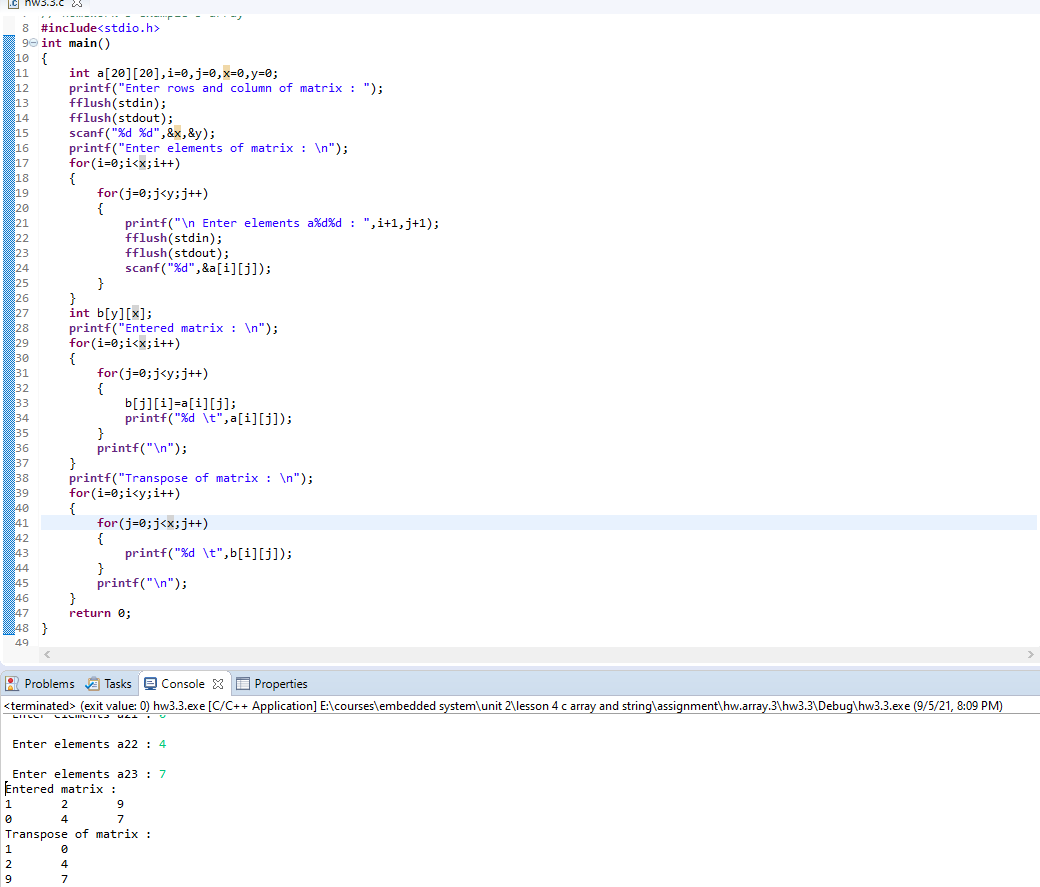 hw3.3.c
8 #include<stdio.h>
9 int main()
10 {
11 int a[20][20],i=0,j=0,x=0,y=0;
12 printf("Enter rows and column of matrix : ");
13 fflush(stdin);
14 fflush(stdout);
15 scanf("%d %d",&x,&y);
16 printf("Enter elements of matrix : \n");
17 for(i=0;i<x;i++)
18 {
19 for(j=0;j<y;j++)
20 {
21 printf("\n Enter elements a%d%d : ",i+1,j+1);
22 fflush(stdin);
23 fflush(stdout);
24 scanf("%d",&a[i][j]);
25 }
26 }
27 int b[y][x];
28 printf("Entered matrix : \n");
29 for(i=0;i<x;i++)
30 {
31 for(j=0;j<y;j++)
32 {
33 b[j][i]=a[i][j];
34 printf("%d \t",a[i][j]);
35 }
36 printf("\n");
37 }
38 printf("Transpose of matrix : \n");
39 for(i=0;i<y;i++)
40 {
41 for(j=0;j<x;j++)
42 {
43 printf("%d \t",b[i][j]);
44 }
45 printf("\n");
46 }
47 return 0;
48 }
49
Problems Tasks Console Properties
<terminated> (exit value: 0) hw3.3.exe [C/C++ Application] E:\courses\embedded system\unit 2\lesson 4 c array and string\assignment\hw.array.3\hw3.3\Debug\hw3.3.exe (9/5/21, 8:09 PM)
Enter elements a21 : 0
Enter elements a22 : 4
Enter elements a23 : 7
Entered matrix :
1 2 9
0 4 7
Transpose of matrix :
1 0
2 4
9 7